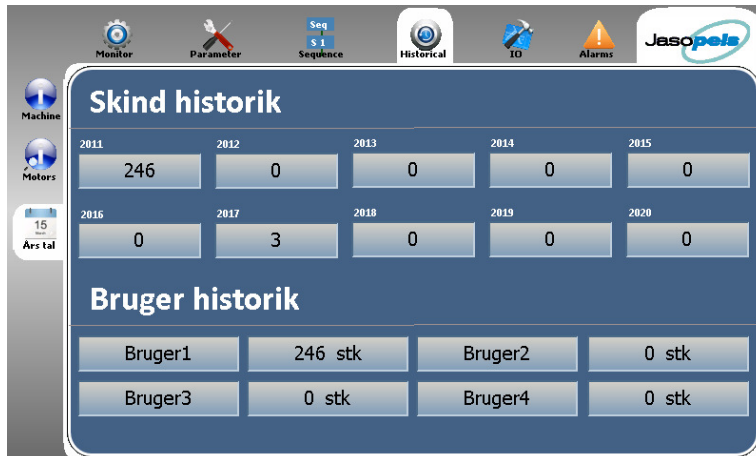 Seq
S 1
Monitor Parameter Sequence Historical IO Alarms Jasopels
Machine
Motors
15
Års tal
Skind historik
2011 2012 2013 2014 2015
246 0 0 0 0
2016 2017 2018 2019 2020
0 3 0 0 0
Bruger historik
Bruger1 246 stk Bruger2 0 stk
Bruger3 0 stk Bruger4 0 stk